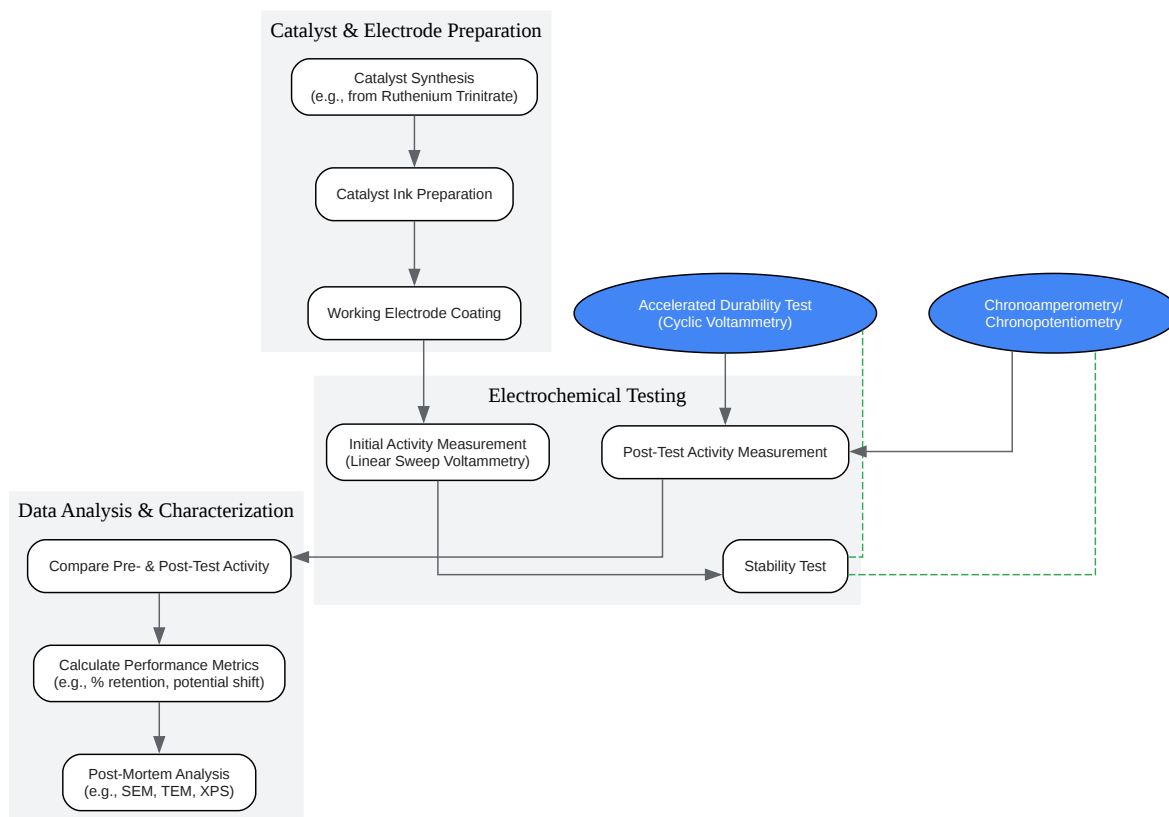 Catalyst & Electrode Preparation
Catalyst Synthesis
(e.g., from Ruthenium Trinitrate)
Catalyst Ink Preparation
Working Electrode Coating
Accelerated Durability Test
(Cyclic Voltammetry)
Chronoamperometry/
Chronopotentiometry
Electrochemical Testing
Initial Activity Measurement
(Linear Sweep Voltammetry)
Post-Test Activity Measurement
Stability Test
Data Analysis & Characterization
Compare Pre- & Post-Test Activity
Calculate Performance Metrics
(e.g., % retention, potential shift)
Post-Mortem Analysis
(e.g., SEM, TEM, XPS)